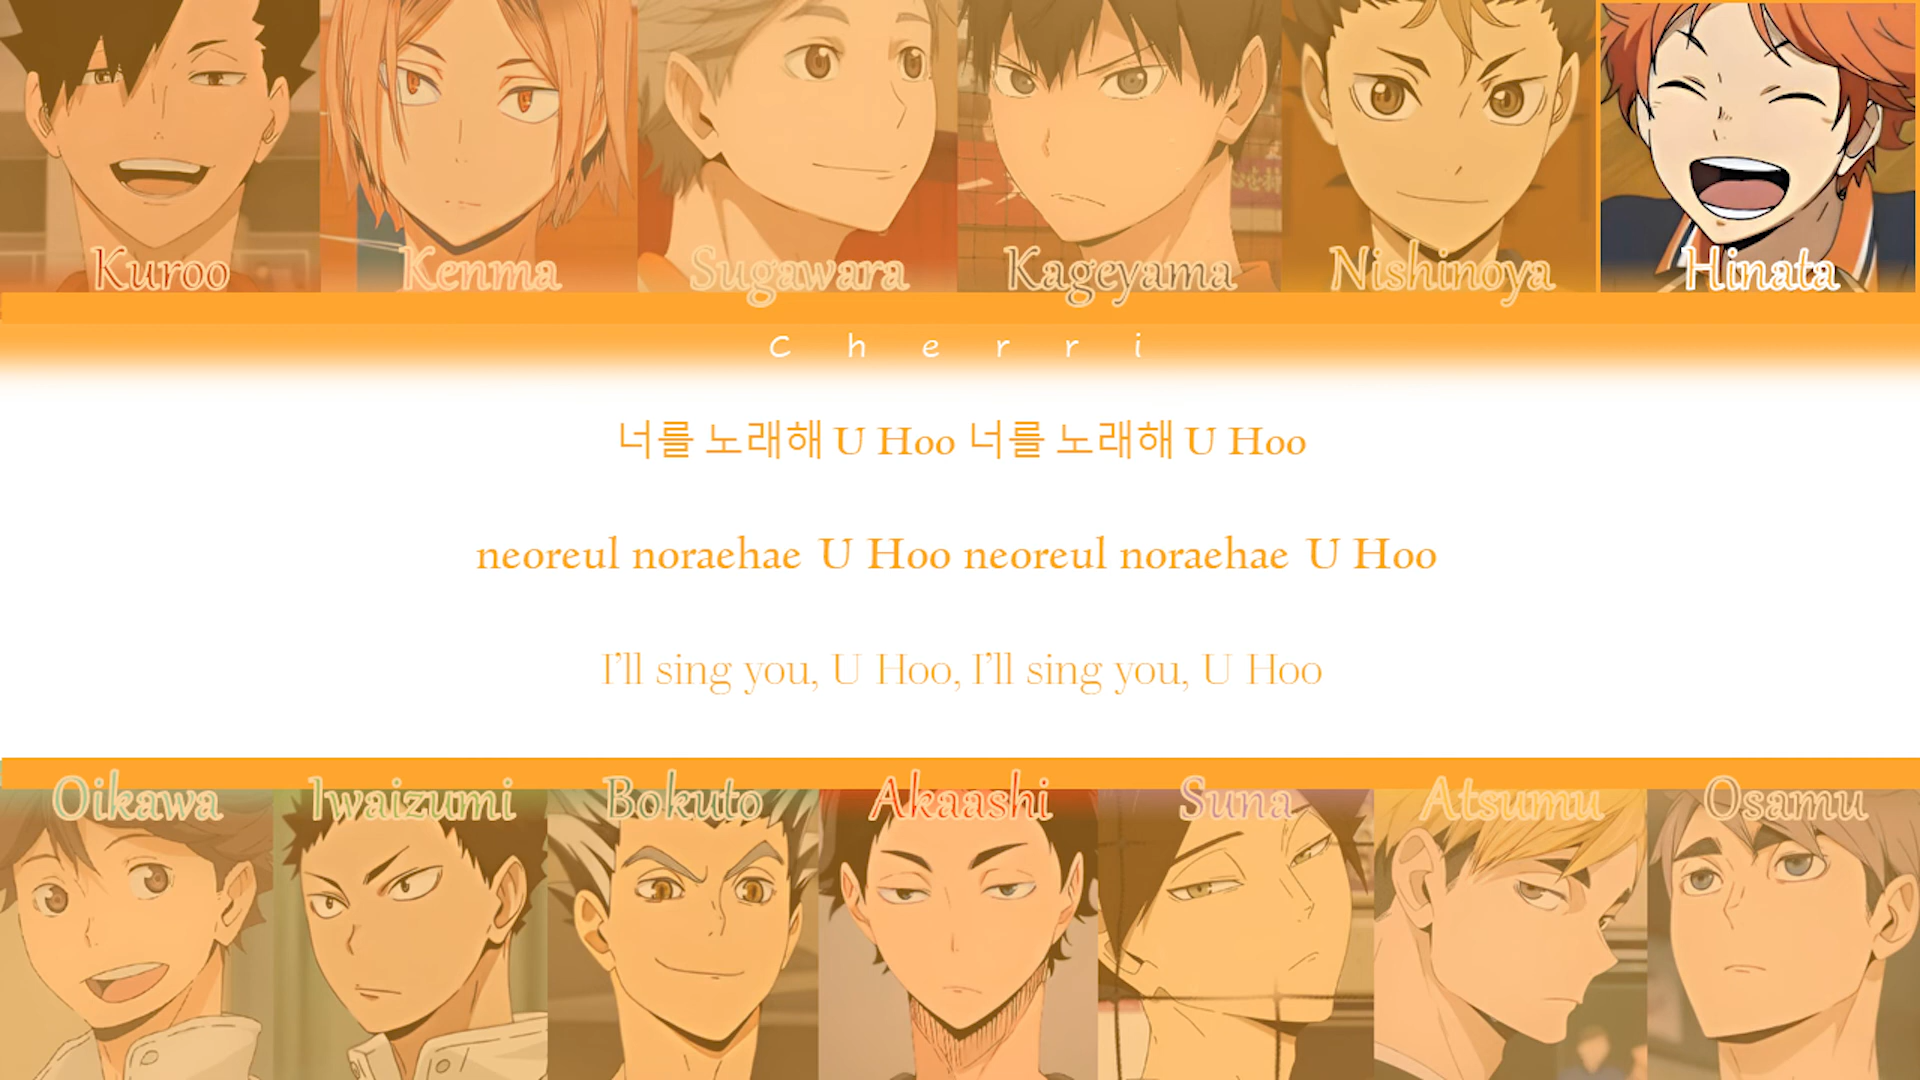 Kuroo Kenma Sugawara Kageyama Nishinoya Hinata
Cherri
너를 노래해 U Hoo 너를 노래해 U Hoo
neoreul noraehae U Hoo neoreul noraehae U Hoo
I'll sing you, U Hoo, I'll sing you, U Hoo
Oikawa Iwaizumi Bokuto Akaashi Suna Atsumu Osamu